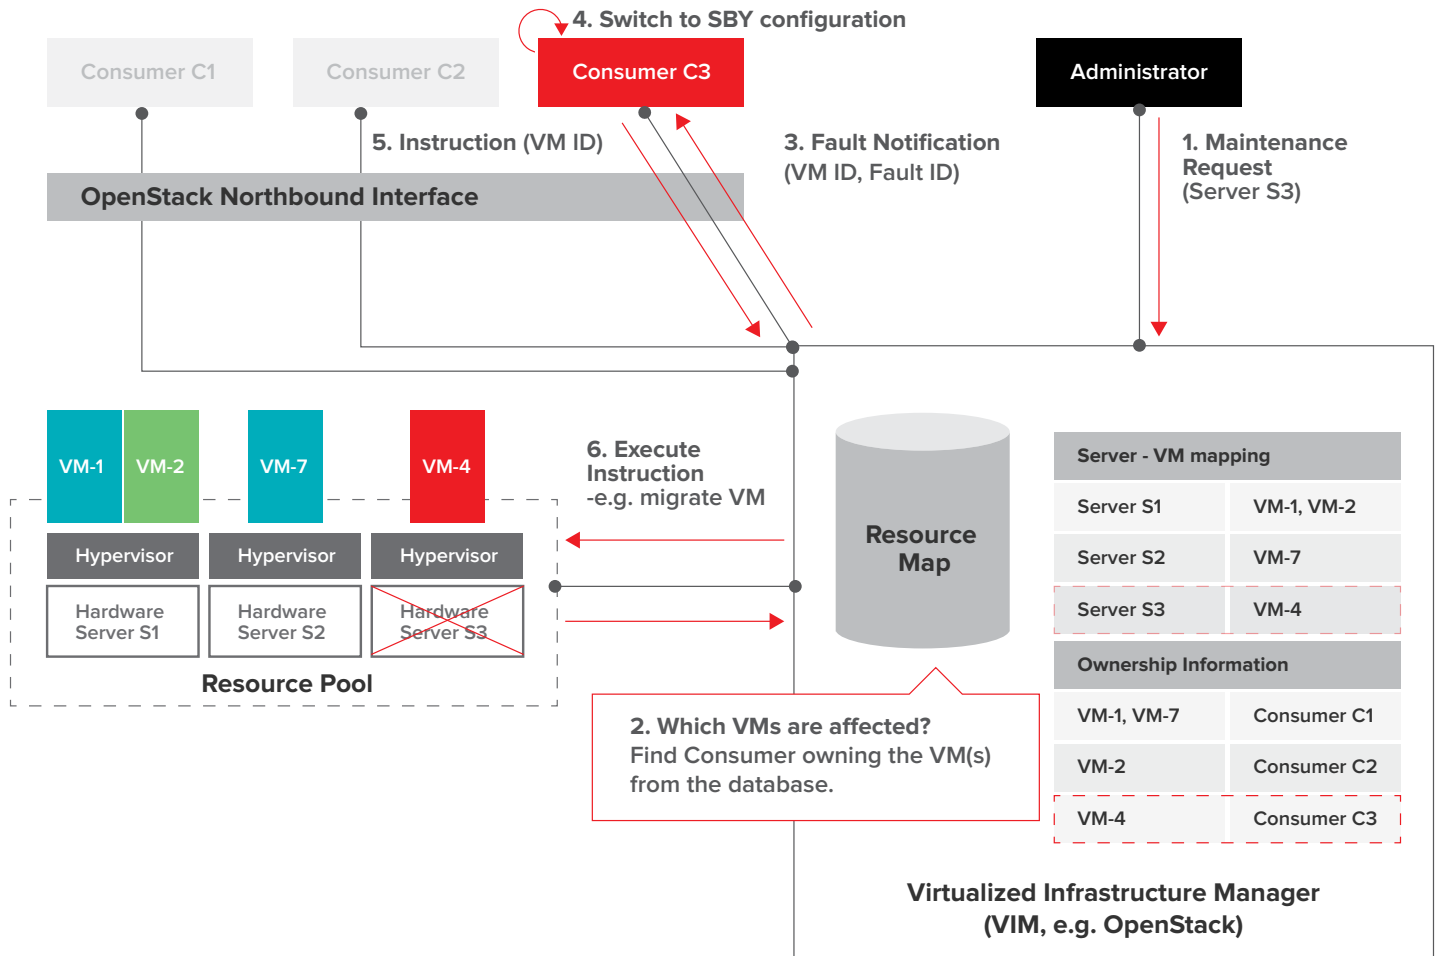 4. Switch to SBY configuration
Consumer C1
Consumer C2
Consumer C3
Administrator
5. Instruction (VM ID)
3. Fault Notification
(VM ID, Fault ID)
1. Maintenance
Request
(Server S3)
OpenStack Northbound Interface
VM-1
VM-2
VM-7
VM-4
6. Execute
Instruction
-e.g. migrate VM
Hypervisor
Hypervisor
Hypervisor
Hardware
Server S1
Hardware
Server S2
Hardware
Server S3
Resource Pool
Resource
Map
Server - VM mapping
Server S1
VM-1, VM-2
Server S2
VM-7
Server S3
VM-4
Ownership Information
VM-1, VM-7
Consumer C1
VM-2
Consumer C2
VM-4
Consumer C3
2. Which VMs are affected?
Find Consumer owning the VM(s)
from the database.
Virtualized Infrastructure Manager
(VIM, e.g. OpenStack)